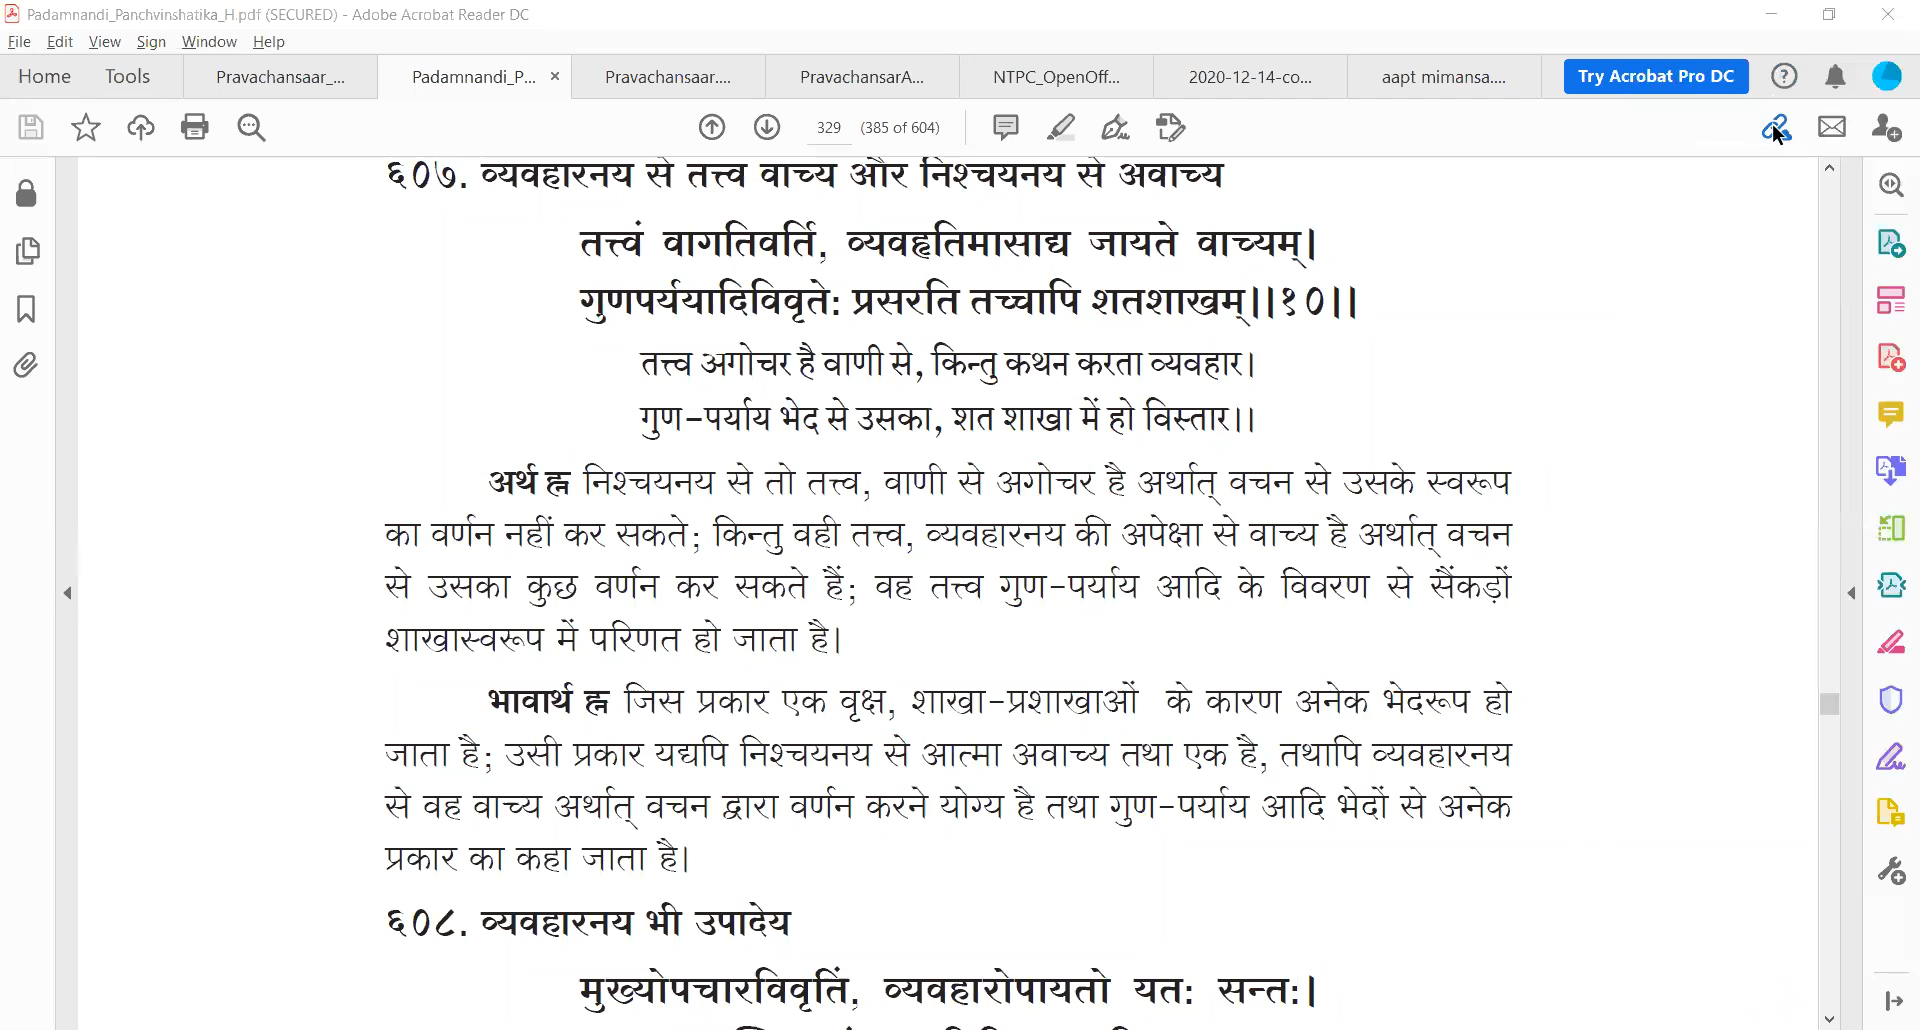 Padamnandi_Panchvinshatika_H.pdf (SECURED) - Adobe Acrobat Reader DC
File Edit View Sign Window Help
Home Tools Pravachansaar_... Padamnandi_P... × Pravachansaar.... PravachansarA... NTPC_OpenOff... 2020-12-14-co... aapt mimansa.... Try Acrobat Pro DC
329 (385 of 604)
६०७. व्यवहारनय से तत्त्व वाच्य और निश्चयनय से अवाच्य
तत्त्वं वागतिवर्ति, व्यवहृतिमासाद्य जायते वाच्यम्।
गुणपर्ययादिविवृतेः प्रसरति तच्चापि शतशाखम्।।१०।।
तत्त्व अगोचर है वाणी से, किन्तु कथन करता व्यवहार।
गुण-पर्याय भेद से उसका, शत शाखा में हो विस्तार।।
अर्थ ह्न निश्चयनय से तो तत्त्व, वाणी से अगोचर है अर्थात् वचन से उसके स्वरूप
का वर्णन नहीं कर सकते; किन्तु वही तत्त्व, व्यवहारनय की अपेक्षा से वाच्य है अर्थात् वचन
से उसका कुछ वर्णन कर सकते हैं; वह तत्त्व गुण-पर्याय आदि के विवरण से सैंकड़ों
शाखास्वरूप में परिणत हो जाता है।
भावार्थ ह्न जिस प्रकार एक वृक्ष, शाखा-प्रशाखाओं के कारण अनेक भेदरूप हो
जाता है; उसी प्रकार यद्यपि निश्चयनय से आत्मा अवाच्य तथा एक है, तथापि व्यवहारनय
से वह वाच्य अर्थात् वचन द्वारा वर्णन करने योग्य है तथा गुण-पर्याय आदि भेदों से अनेक
प्रकार का कहा जाता है।
६०८. व्यवहारनय भी उपादेय
मुख्योपचारविवृतिं, व्यवहारोपायतो यतः सन्तः।